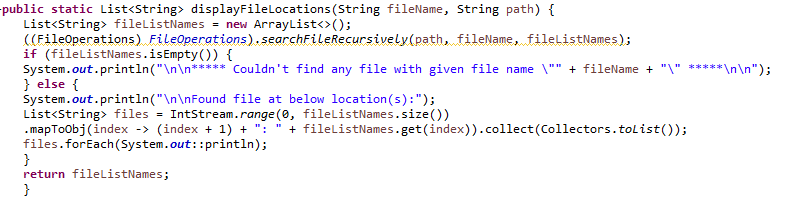 public static List<String> displayFileLocations(String fileName, String path) {
List<String> fileListNames = new ArrayList<>();
((FileOperations) FileOperations).searchFileRecursively(path, fileName, fileListNames);
if (fileListNames.isEmpty()) {
System.out.println("\n\n***** Couldn't find any file with given file name \"" + fileName + "\" *****\n\n");
} else {
System.out.println("\n\nFound file at below location(s):");
List<String> files = IntStream.range(0, fileListNames.size())
.mapToObj(index -> (index + 1) + ": " + fileListNames.get(index)).collect(Collectors.toList());
files.forEach(System.out::println);
}
return fileListNames;
}